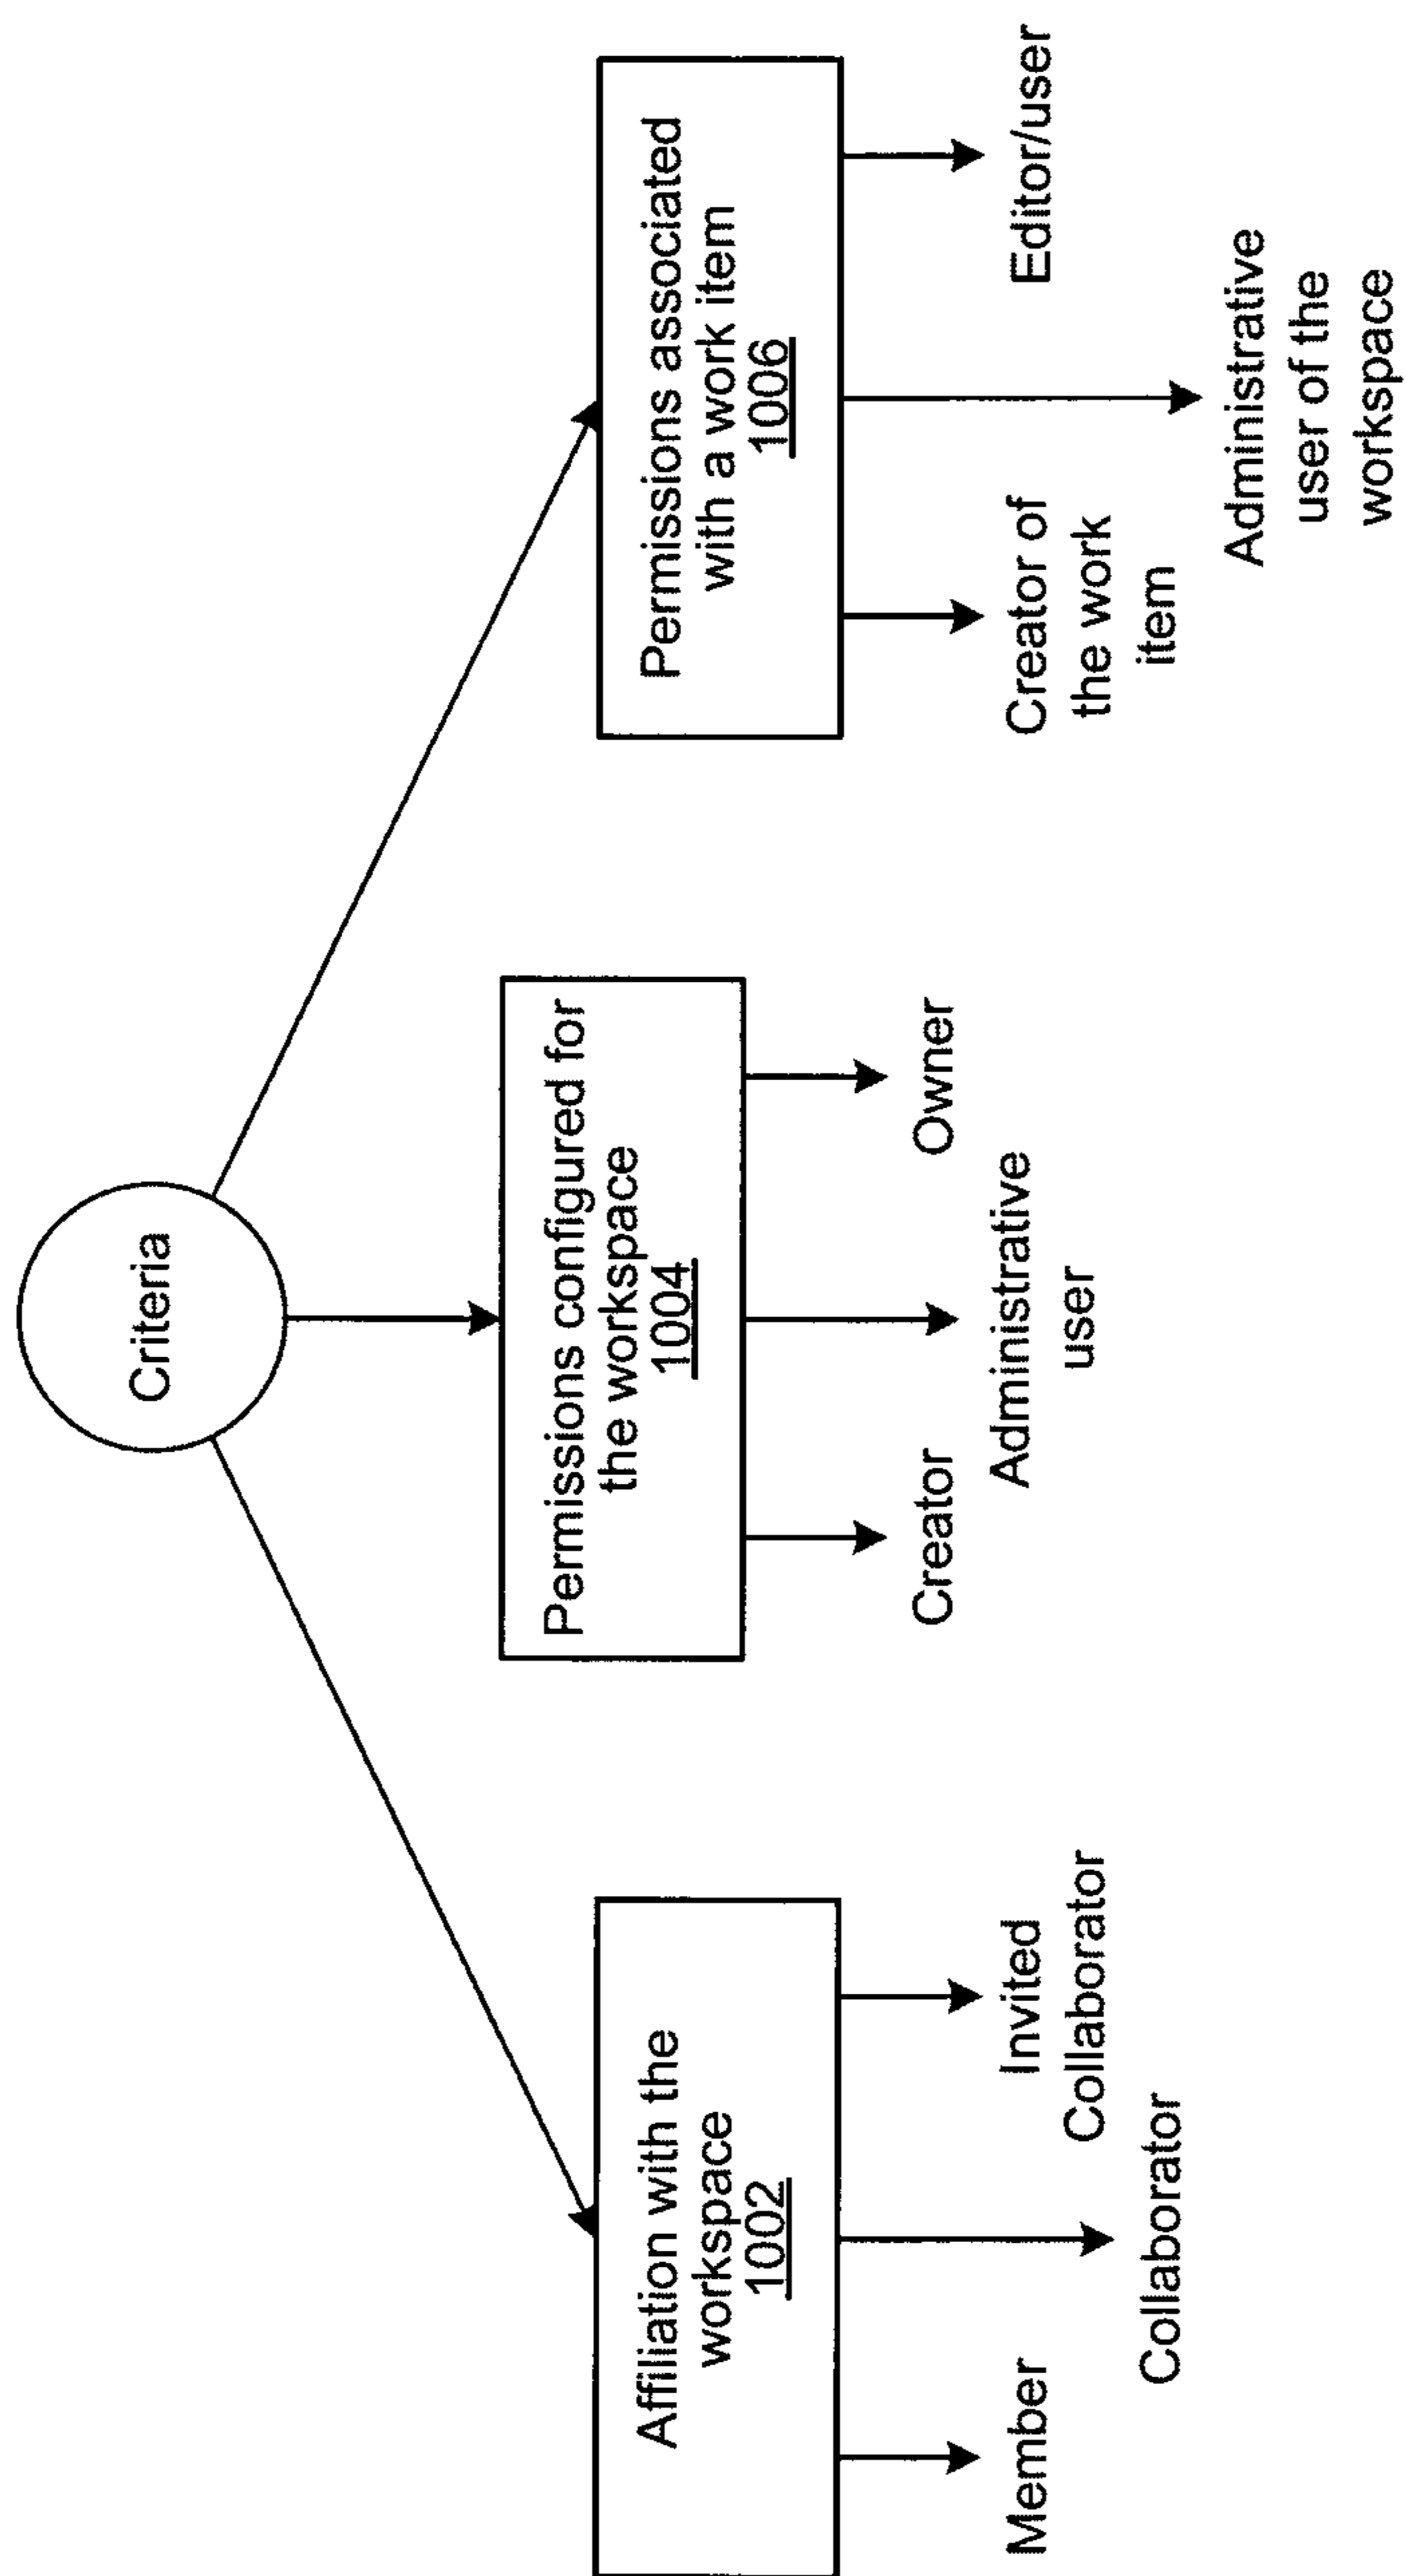 Criteria
Affiliation with the
workspace
1002
Member
Collaborator
Invited
Collaborator
Permissions configured for
the workspace
1004
Creator
Administrative
user
Owner
Permissions associated
with a work item
1006
Creator of
the work
item
Administrative
user of the
workspace
Editor/user